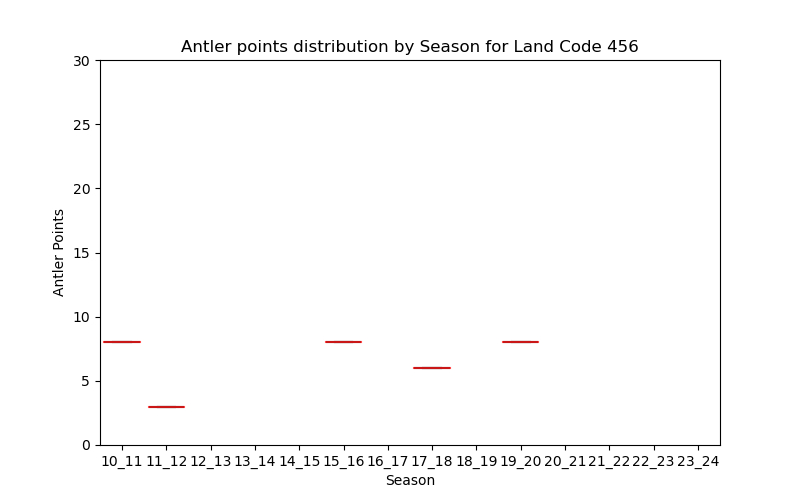 Antler points distribution by Season for Land Code 456
30
25
20
15
10
5
0
Antler Points
10_11 11_12 12_13 13_14 14_15 15_16 16_17 17_18 18_19 19_20 20_21 21_22 22_23 23_24
Season